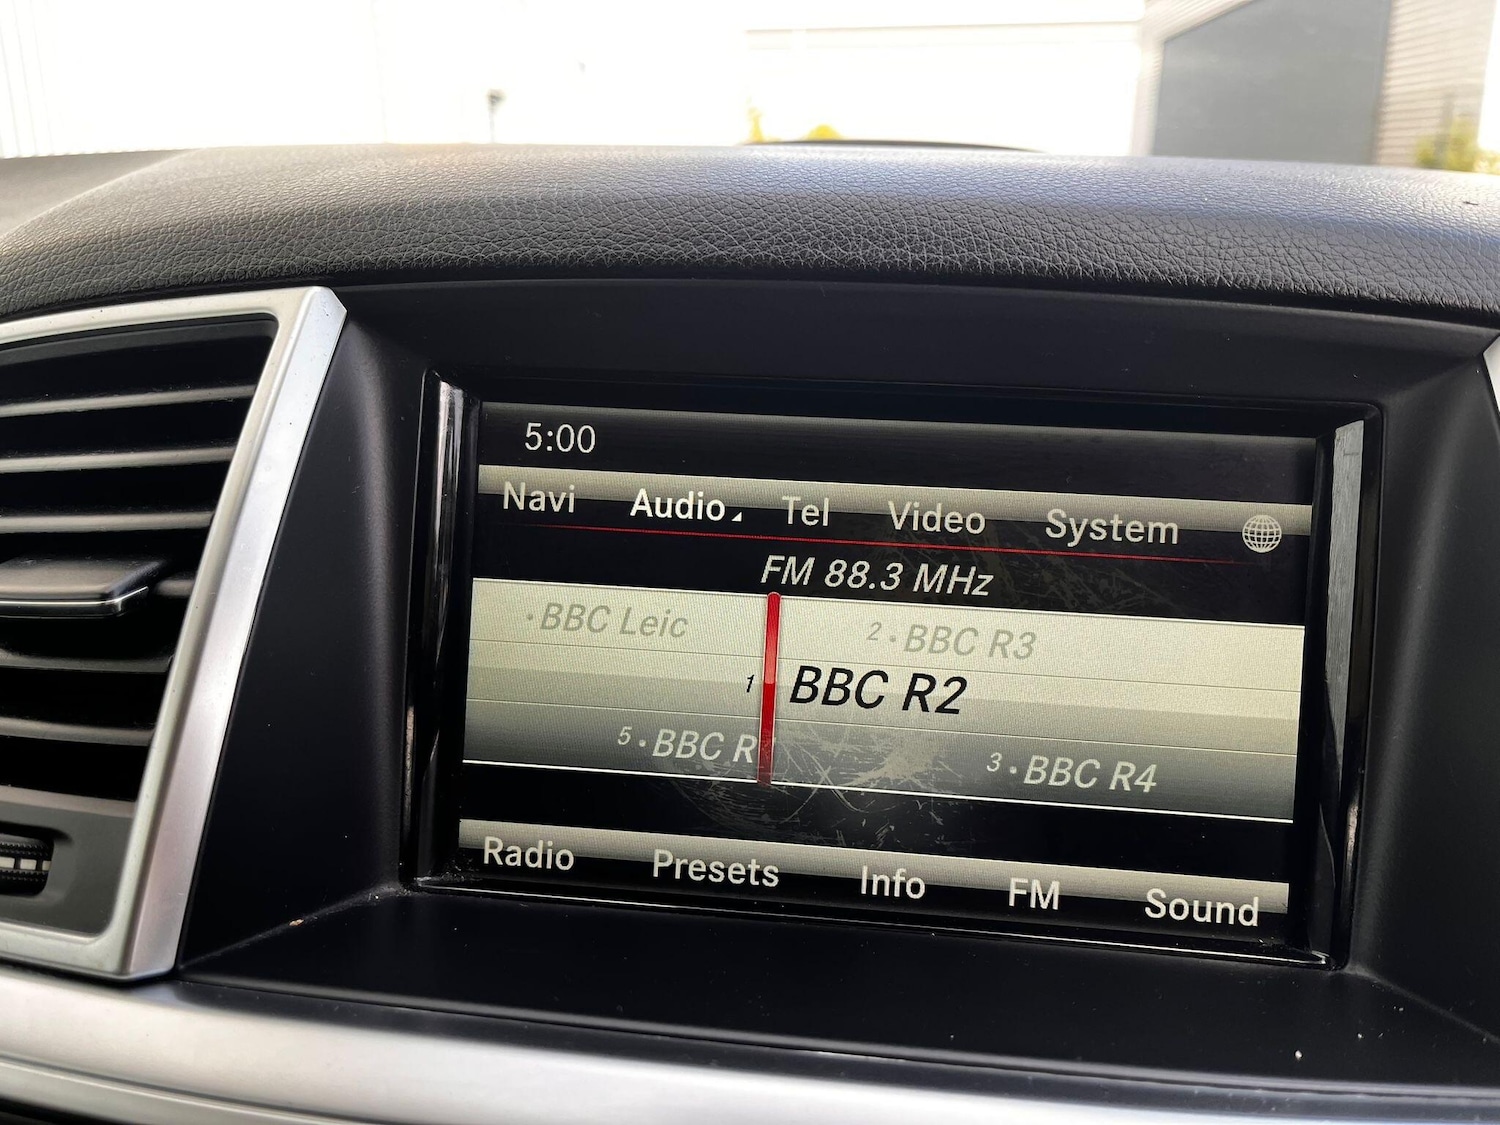 5:00
Navi Audio Tel Video System
FM 88.3 MHz
·BBC Leic 2·BBC R3
1 BBC R2
5·BBC R 3·BBC R4
Radio Presets Info FM Sound